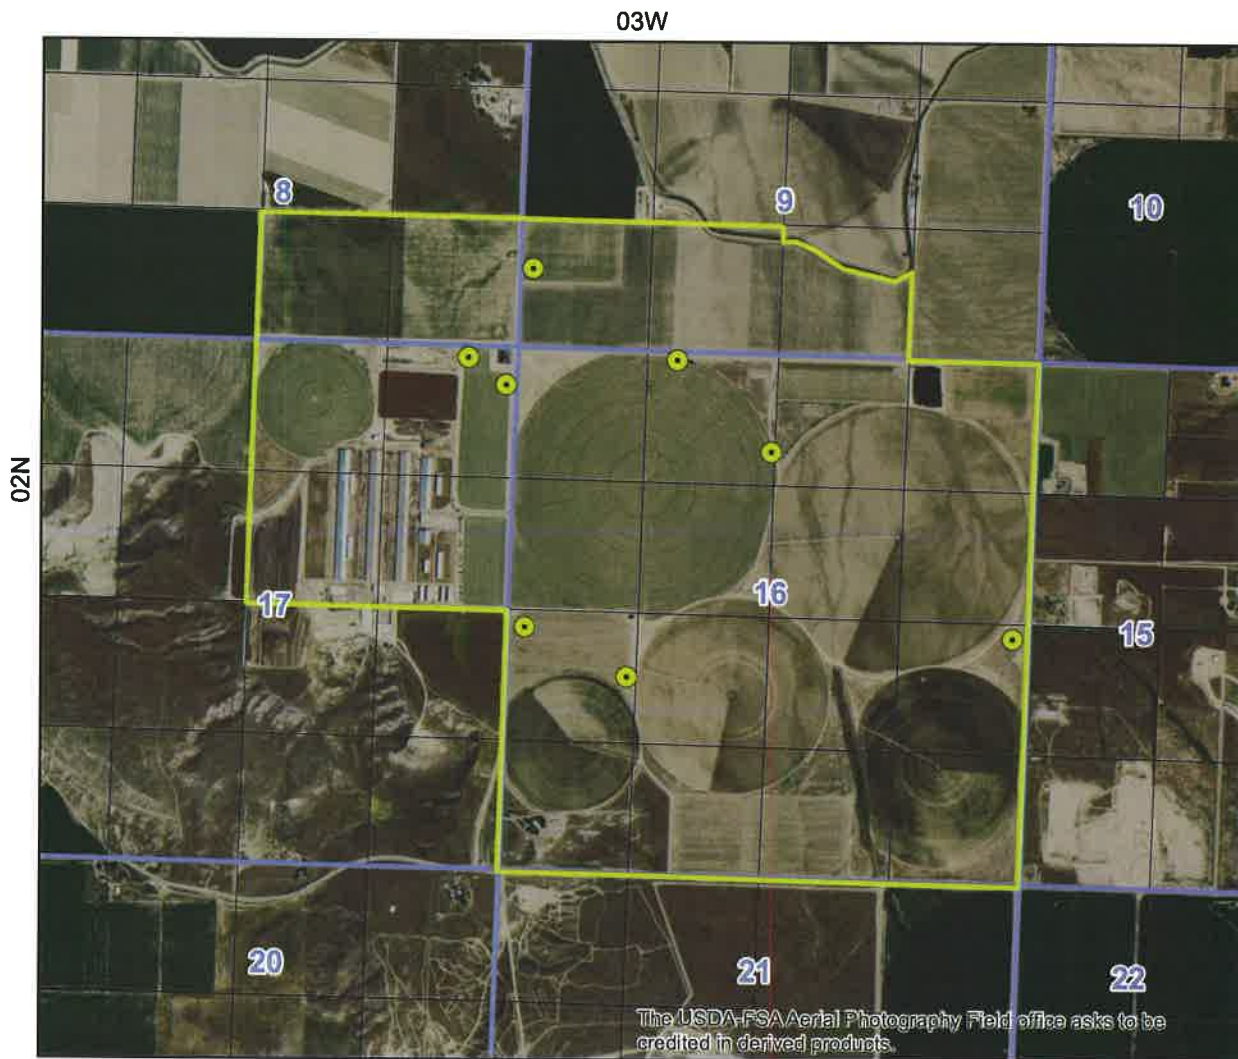 03W
8
9
10
02N
17
16
15
20
21
22
The USDA-FSA Aerial Photography Field office asks to be
credited in derived products.